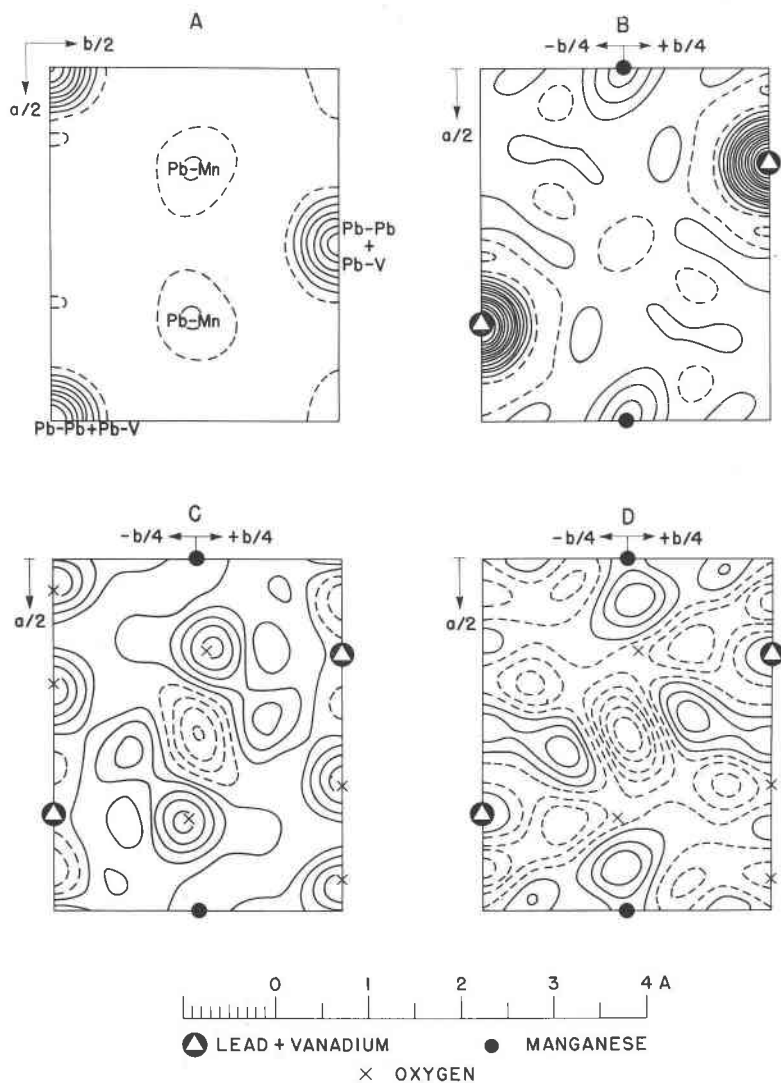 A
b/2
a/2
Pb-Mn
Pb-Pb
+
Pb-V
Pb-Mn
Pb-Pb+Pb-V
B
-b/4 +b/4
a/2
C
-b/4 +b/4
a/2
D
-b/4 +b/4
a/2
0 1 2 3 4 A
LEAD + VANADIUM
MANGANESE
× OXYGEN